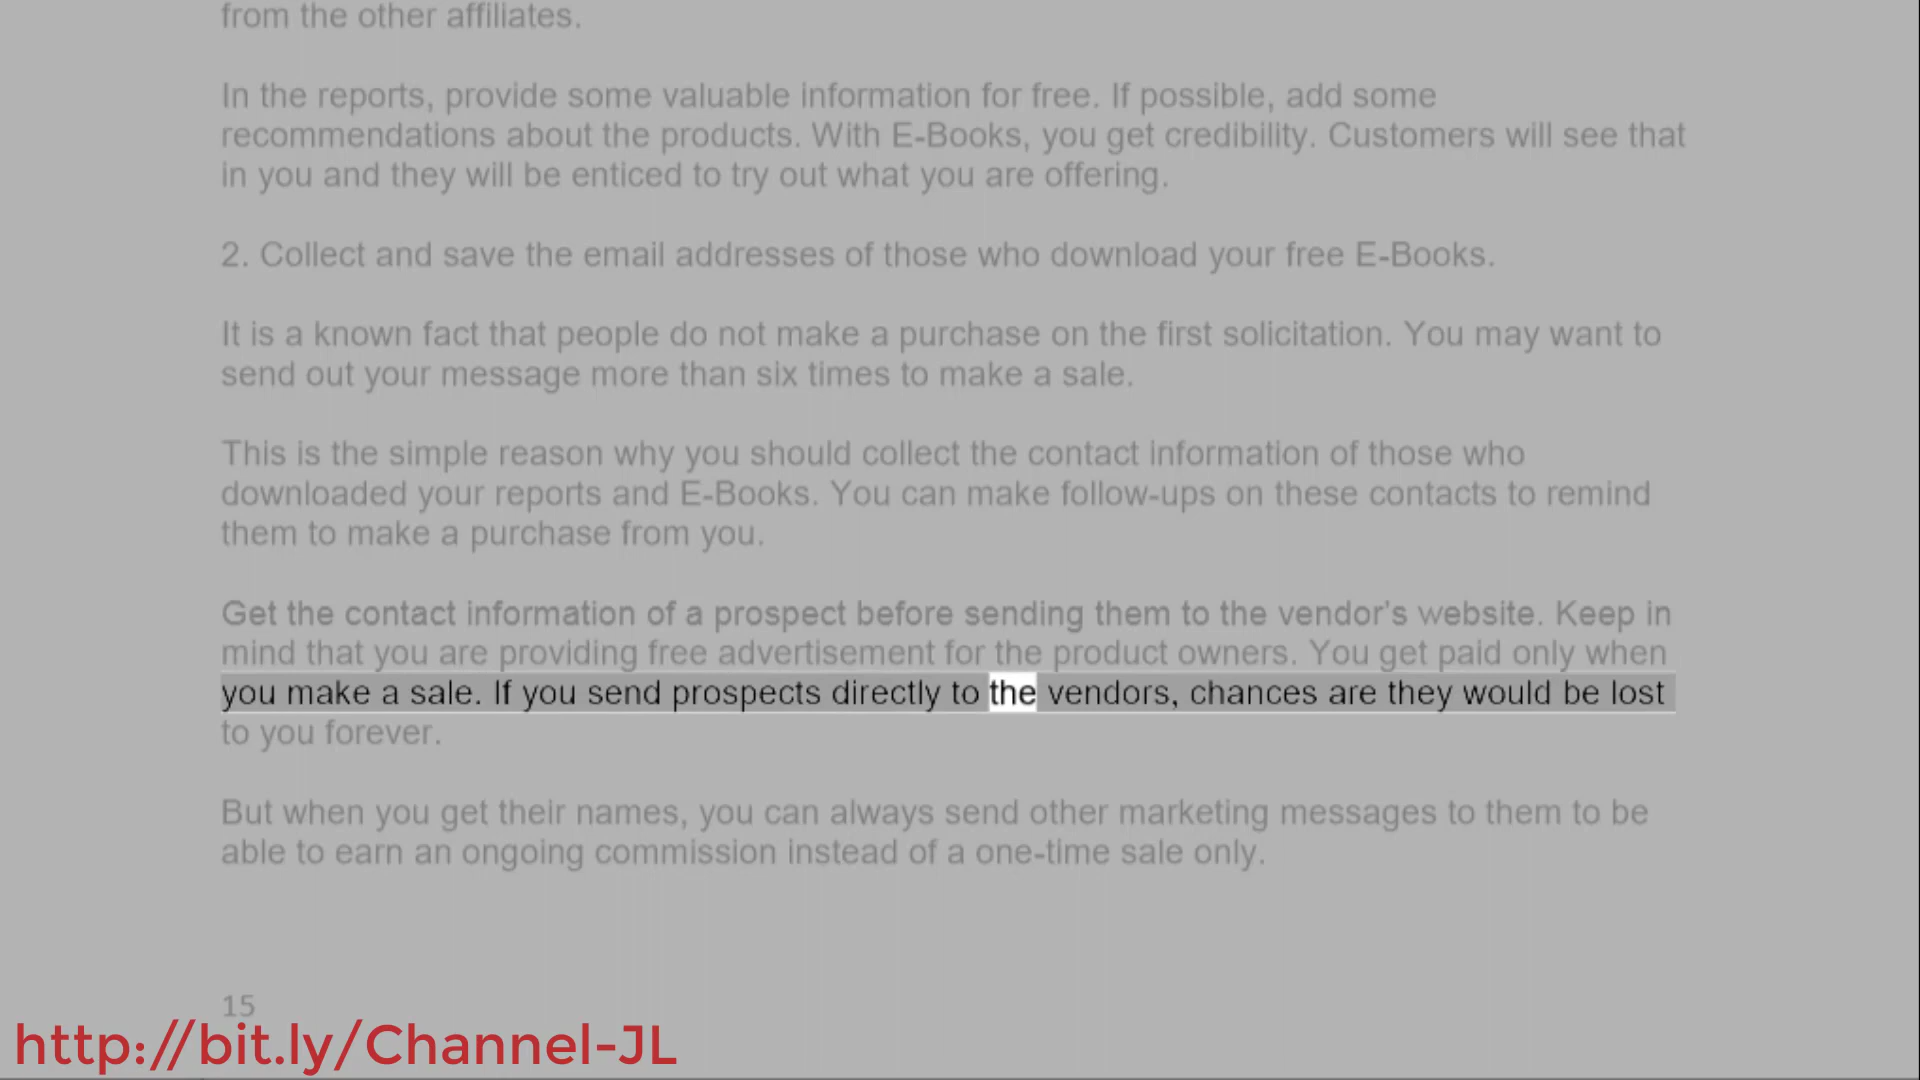 from the other affiliates.
In the reports, provide some valuable information for free. If possible, add some
recommendations about the products. With E-Books, you get credibility. Customers will see that
in you and they will be enticed to try out what you are offering.
2. Collect and save the email addresses of those who download your free E-Books.
It is a known fact that people do not make a purchase on the first solicitation. You may want to
send out your message more than six times to make a sale.
This is the simple reason why you should collect the contact information of those who
downloaded your reports and E-Books. You can make follow-ups on these contacts to remind
them to make a purchase from you.
Get the contact information of a prospect before sending them to the vendor's website. Keep in
mind that you are providing free advertisement for the product owners. You get paid only when
you make a sale. If you send prospects directly to the vendors, chances are they would be lost
to you forever.
But when you get their names, you can always send other marketing messages to them to be
able to earn an ongoing commission instead of a one-time sale only.
15
http://bit.ly/Channel-JL